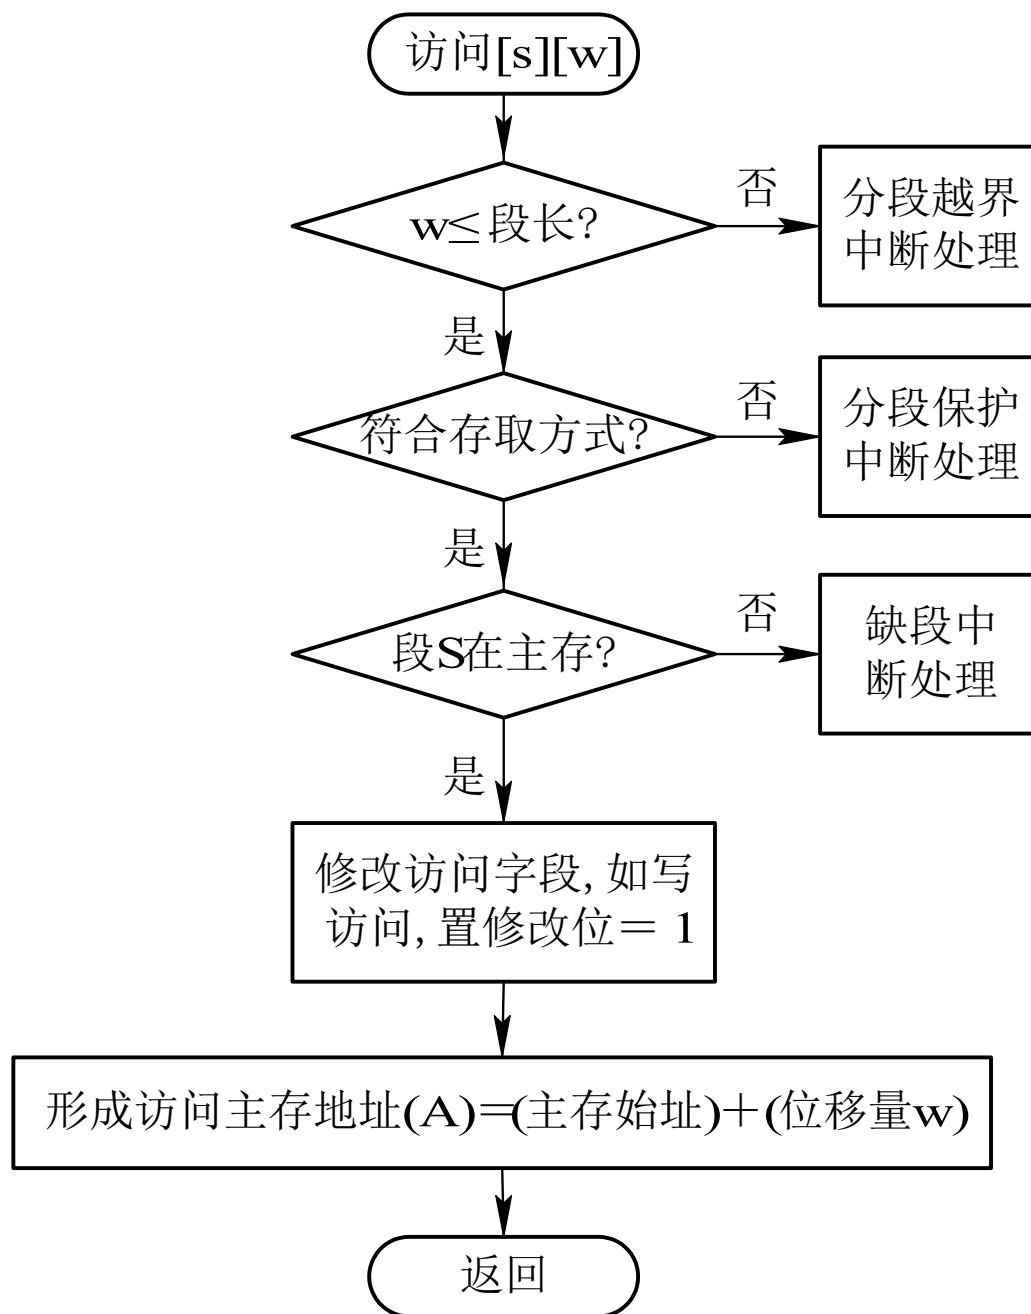 访问[s][w]
w≤段长?
否
分段越界
中断处理
是
符合存取方式?
否
分段保护
中断处理
是
段S在主存?
否
缺段中
断处理
是
修改访问字段,如写
访问,置修改位＝1
形成访问主存地址(A)=(主存始址)+(位移量w)
返回